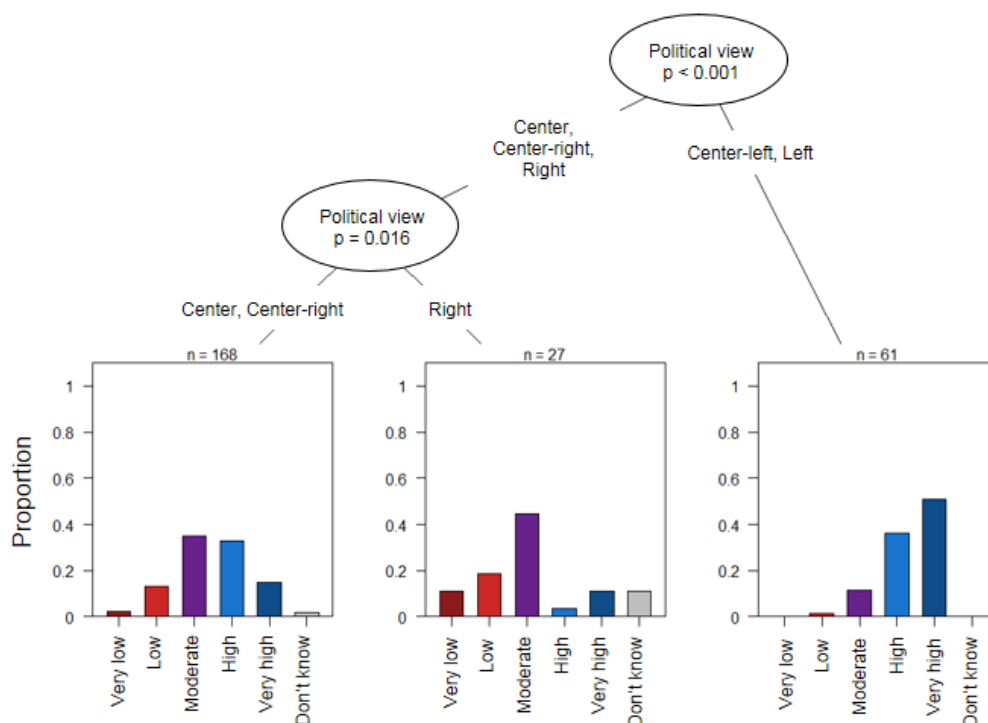 Political view
p < 0.001
Center,
Center-right,
Right
Center-left, Left
Political view
p = 0.016
Center, Center-right
Right
n = 168
n = 27
n = 61
Proportion
1
0.8
0.6
0.4
0.2
0
1
0.8
0.6
0.4
0.2
0
1
0.8
0.6
0.4
0.2
0
Very low
Low
Moderate
High
Very high
Don't know
Very low
Low
Moderate
High
Very high
Don't know
Very low
Low
Moderate
High
Very high
Don't know